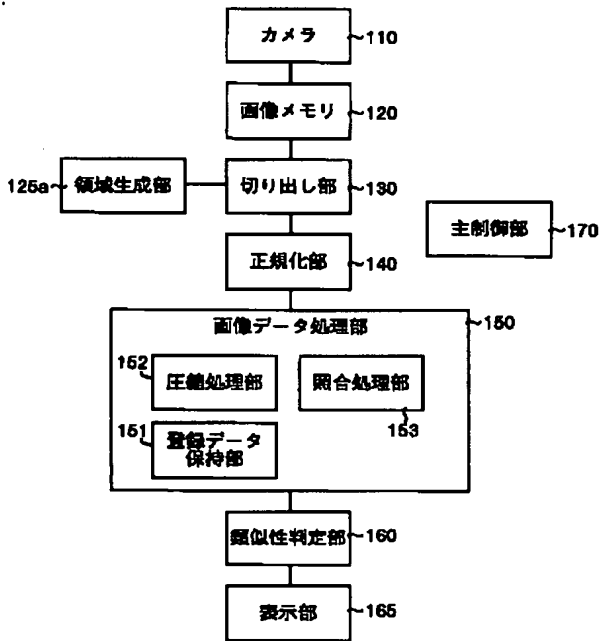 カメラ
110
画像メモリ
120
125a
領域生成部
切り出し部
130
主制御部
170
正規化部
140
画像データ処理部
150
152
圧縮処理部
照合処理部
153
151
登録データ
保持部
類似性判定部
160
表示部
165